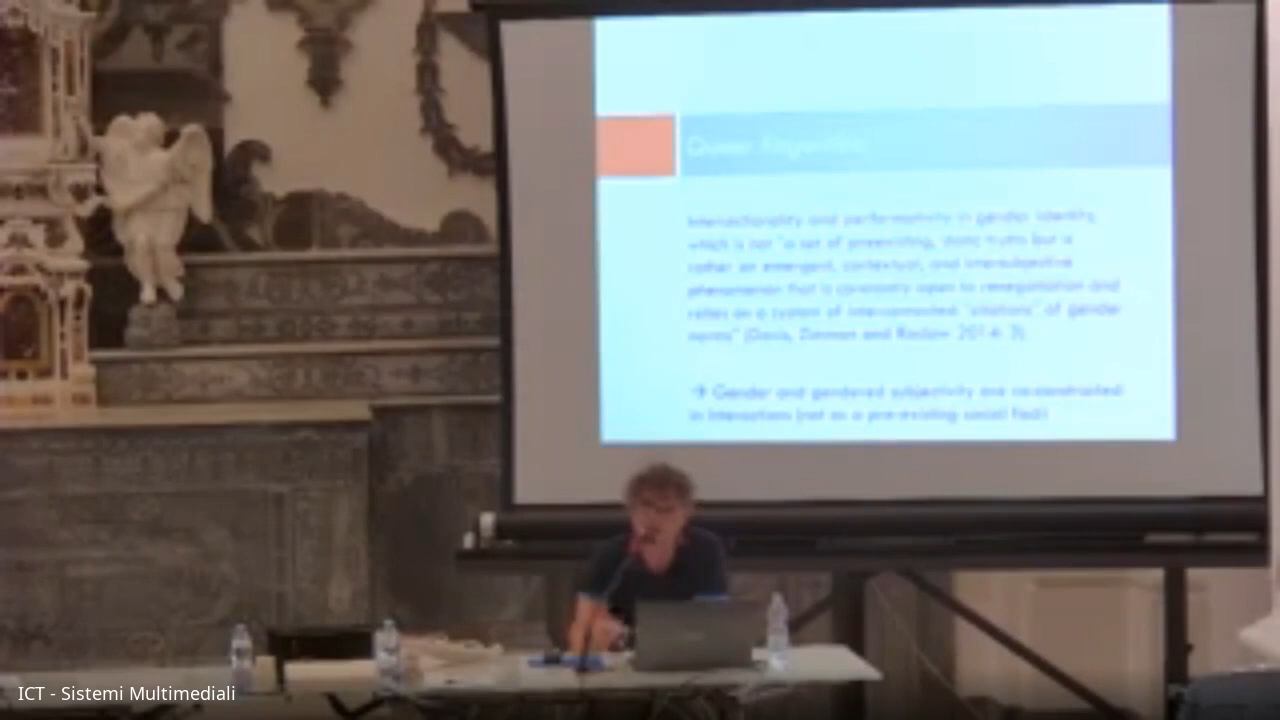 Queer linguistics
Intersectionality and performativity in gender identity,
which is not "a set of preexisting, static truths but is
rather an emergent, contextual, and intersubjective
phenomenon that is constantly open to renegotiation and
relies on a system of interconnected "citations" of gender
norms" (Davis, Zimman and Raclaw 2014: 3).
→ Gender and gendered subjectivity are co-constructed
in interactions (not as a pre-existing social fact)
ICT - Sistemi Multimediali